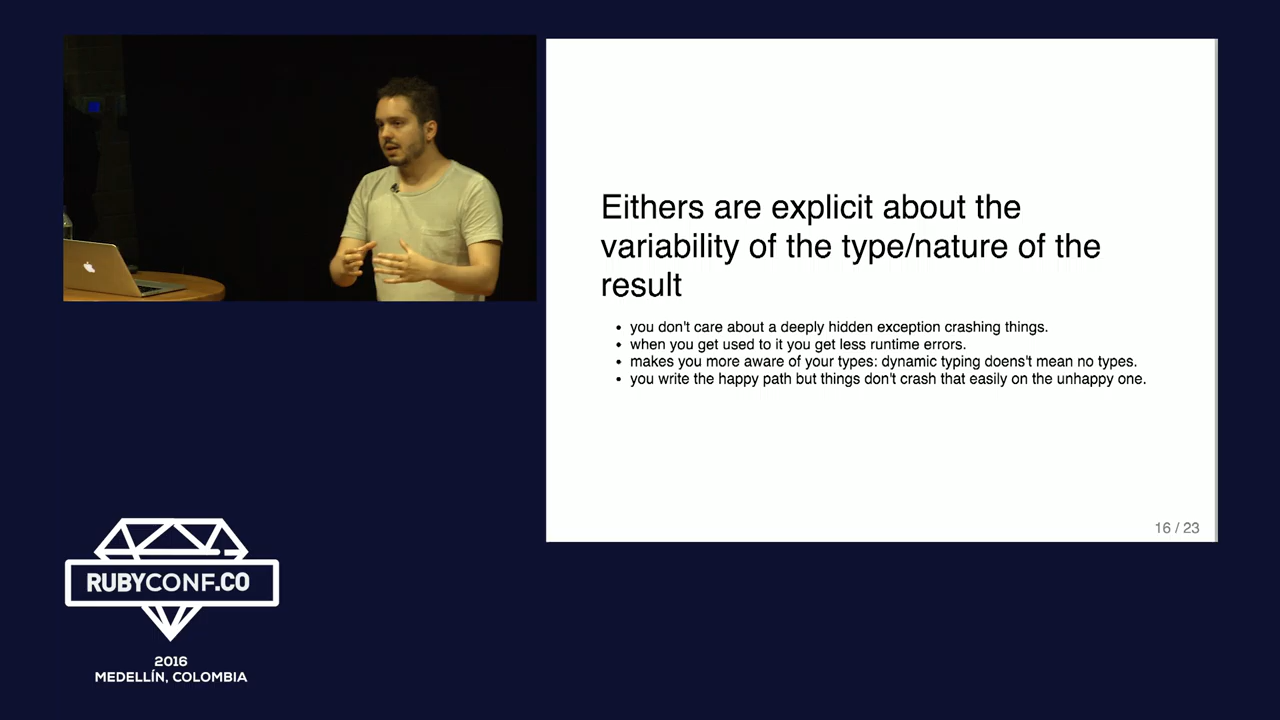 Eithers are explicit about the
variability of the type/nature of the
result
• you don't care about a deeply hidden exception crashing things.
• when you get used to it you get less runtime errors.
• makes you more aware of your types: dynamic typing doens't mean no types.
• you write the happy path but things don't crash that easily on the unhappy one.
16 / 23
RUBYCONF.CO
2016
MEDELLÍN, COLOMBIA